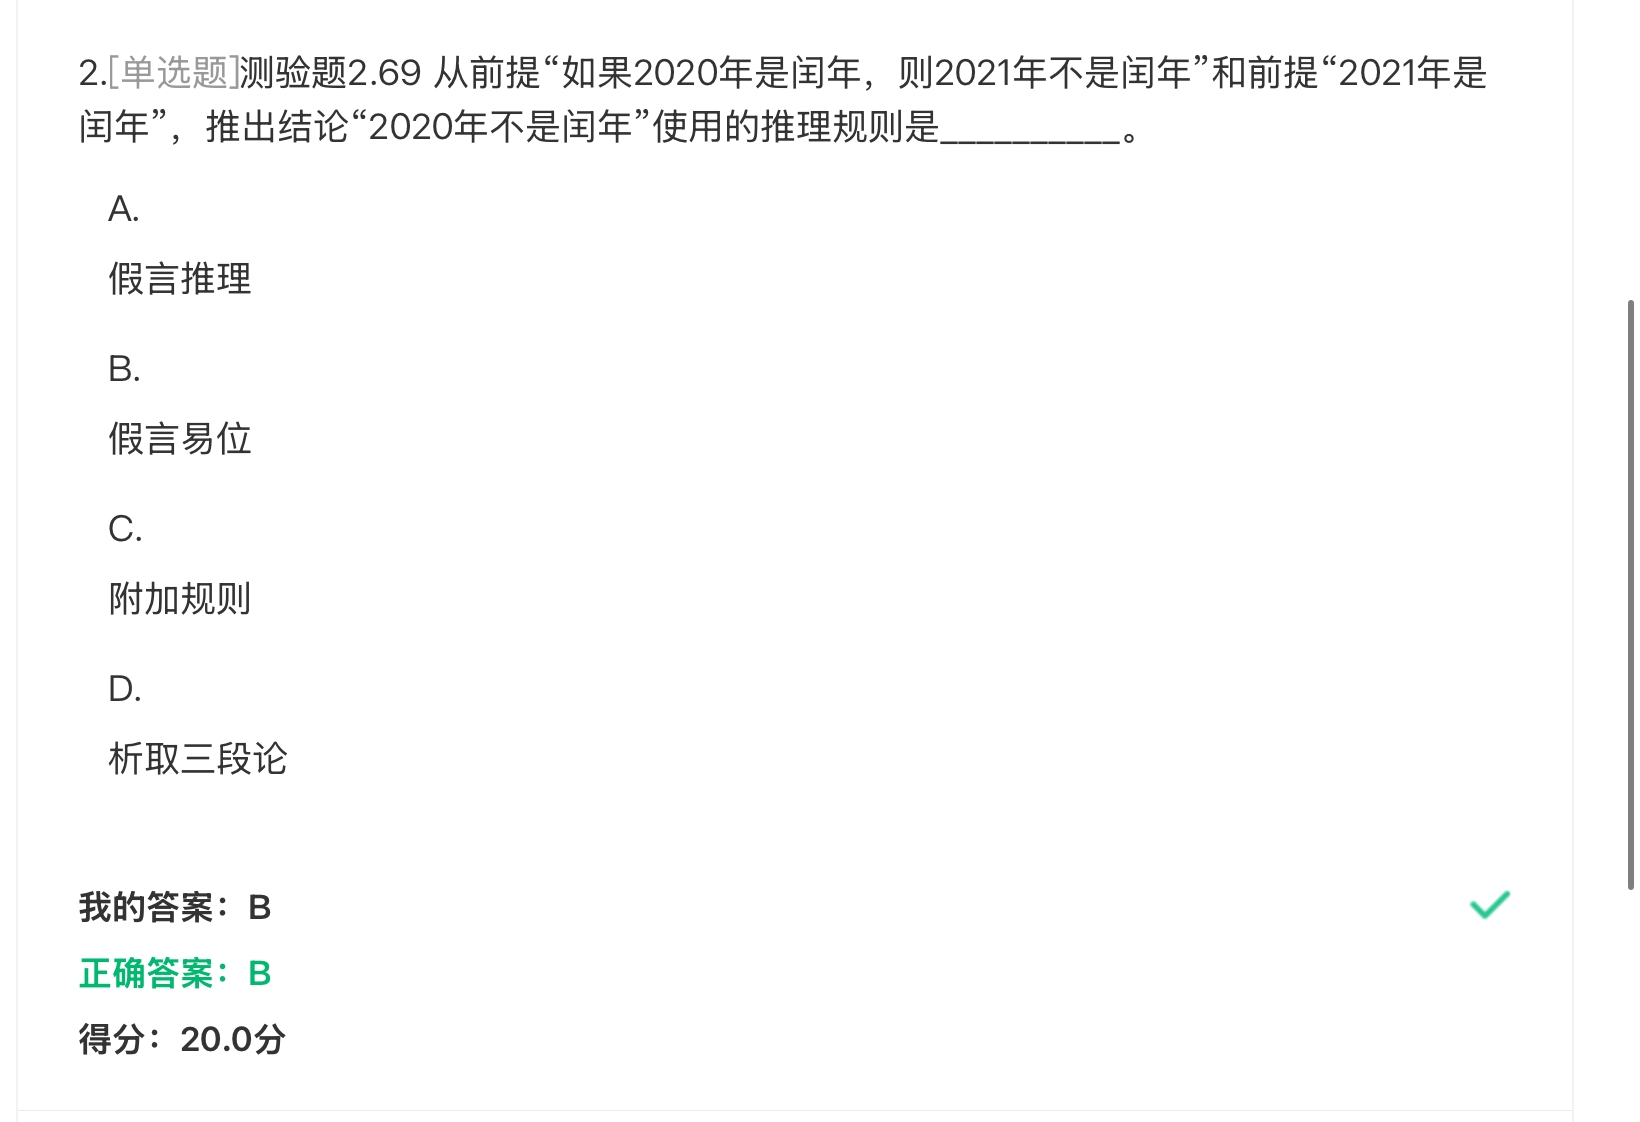 2.[单选题]测验题2.69 从前提“如果2020年是闰年，则2021年不是闰年”和前提“2021年是
闰年”，推出结论“2020年不是闰年”使用的推理规则是__________。
A.
假言推理
B.
假言易位
C.
附加规则
D.
析取三段论
我的答案：B
正确答案：B
得分：20.0分